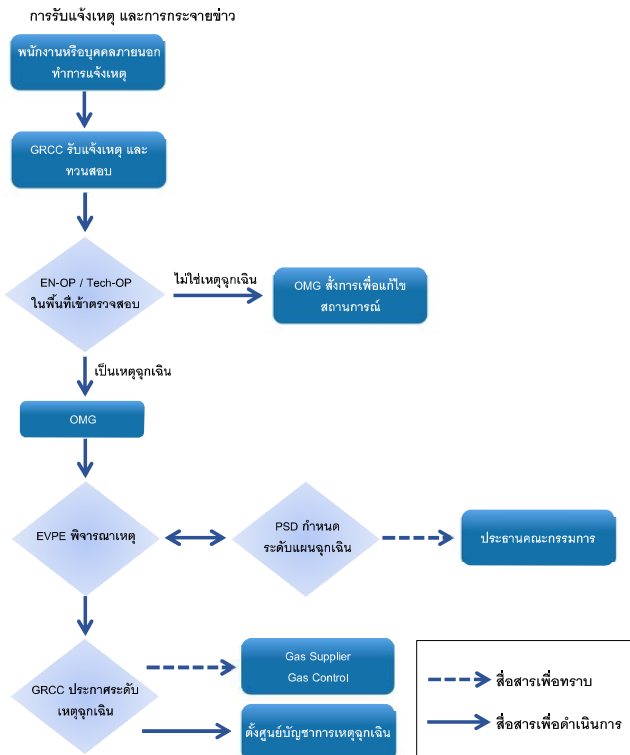 การรับแจ้งเหตุ และการกระจายข่าว
พนักงานหรือบุคคลภายนอก
ทำการแจ้งเหตุ
GRCC รับแจ้งเหตุ และ
ทวนสอบ
EN-OP / Tech-OP
ในพื้นที่เข้าตรวจสอบ
ไม่ใช่เหตุฉุกเฉิน
OMG สั่งการเพื่อแก้ไข
สถานการณ์
เป็นเหตุฉุกเฉิน
OMG
EVPE พิจารณาเหตุ
PSD กำหนด
ระดับแผนฉุกเฉิน
ประธานคณะกรรมการ
GRCC ประกาศระดับ
เหตุฉุกเฉิน
Gas Supplier
Gas Control
ตั้งศูนย์บัญชาการเหตุฉุกเฉิน
สื่อสารเพื่อทราบ
สื่อสารเพื่อดำเนินการ